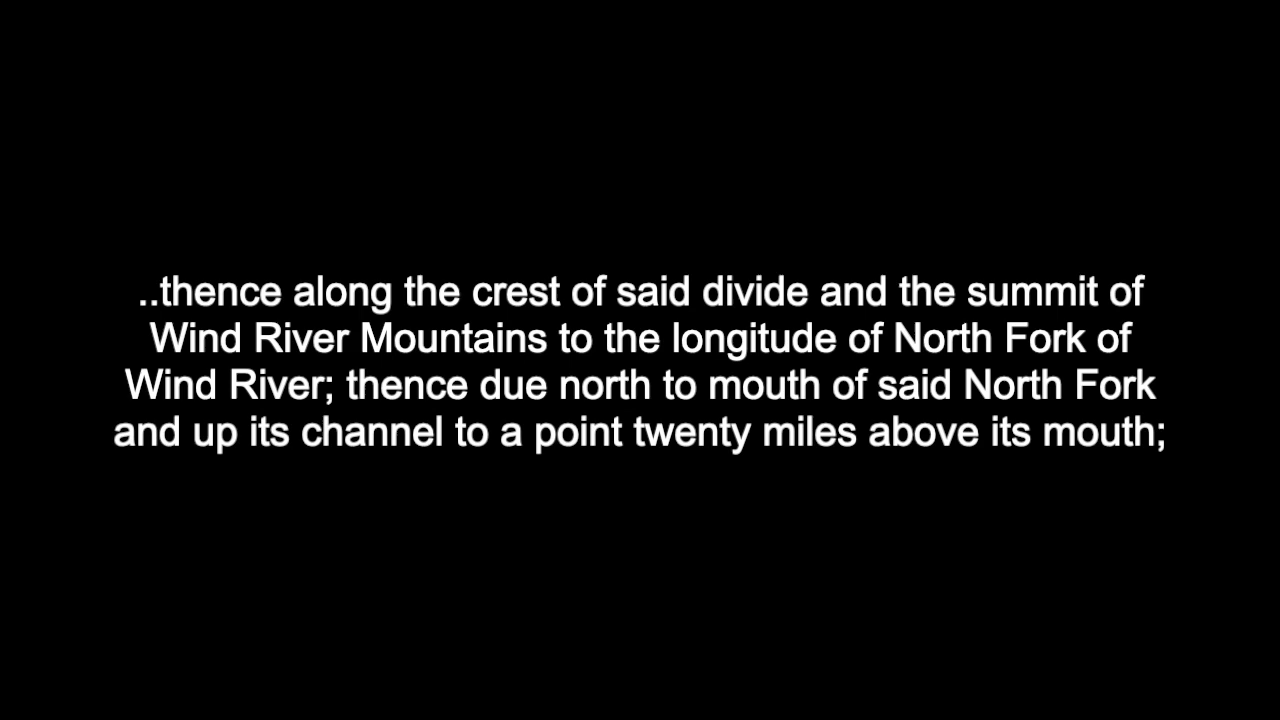 ..thence along the crest of said divide and the summit of
Wind River Mountains to the longitude of North Fork of
Wind River; thence due north to mouth of said North Fork
and up its channel to a point twenty miles above its mouth;